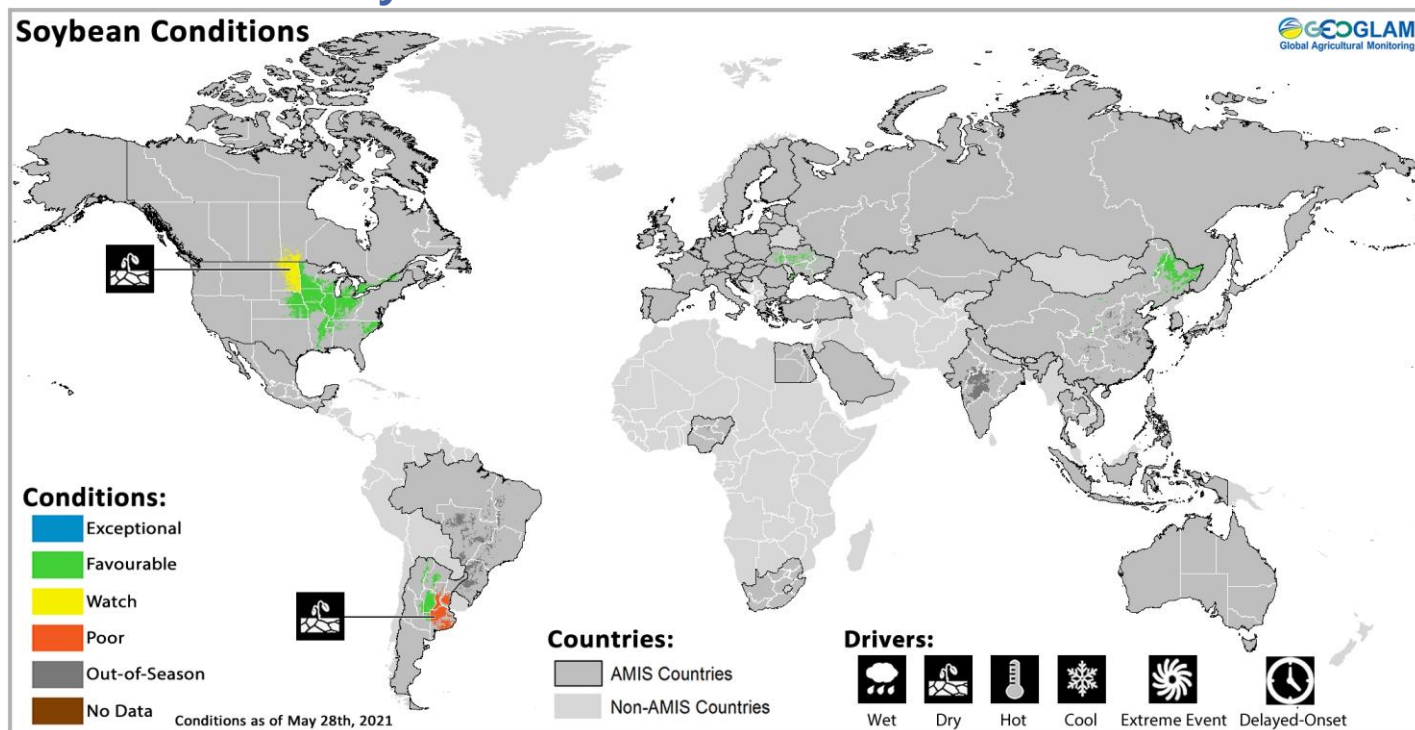 Soybean Conditions
GEOGLAM
Global Agricultural Monitoring
Conditions:
Exceptional
Favourable
Watch
Poor
Out-of-Season
No Data
Conditions as of May 28th, 2021
Countries:
AMIS Countries
Non-AMIS Countries
Drivers:
Wet
Dry
Hot
Cool
Extreme Event
Delayed-Onset